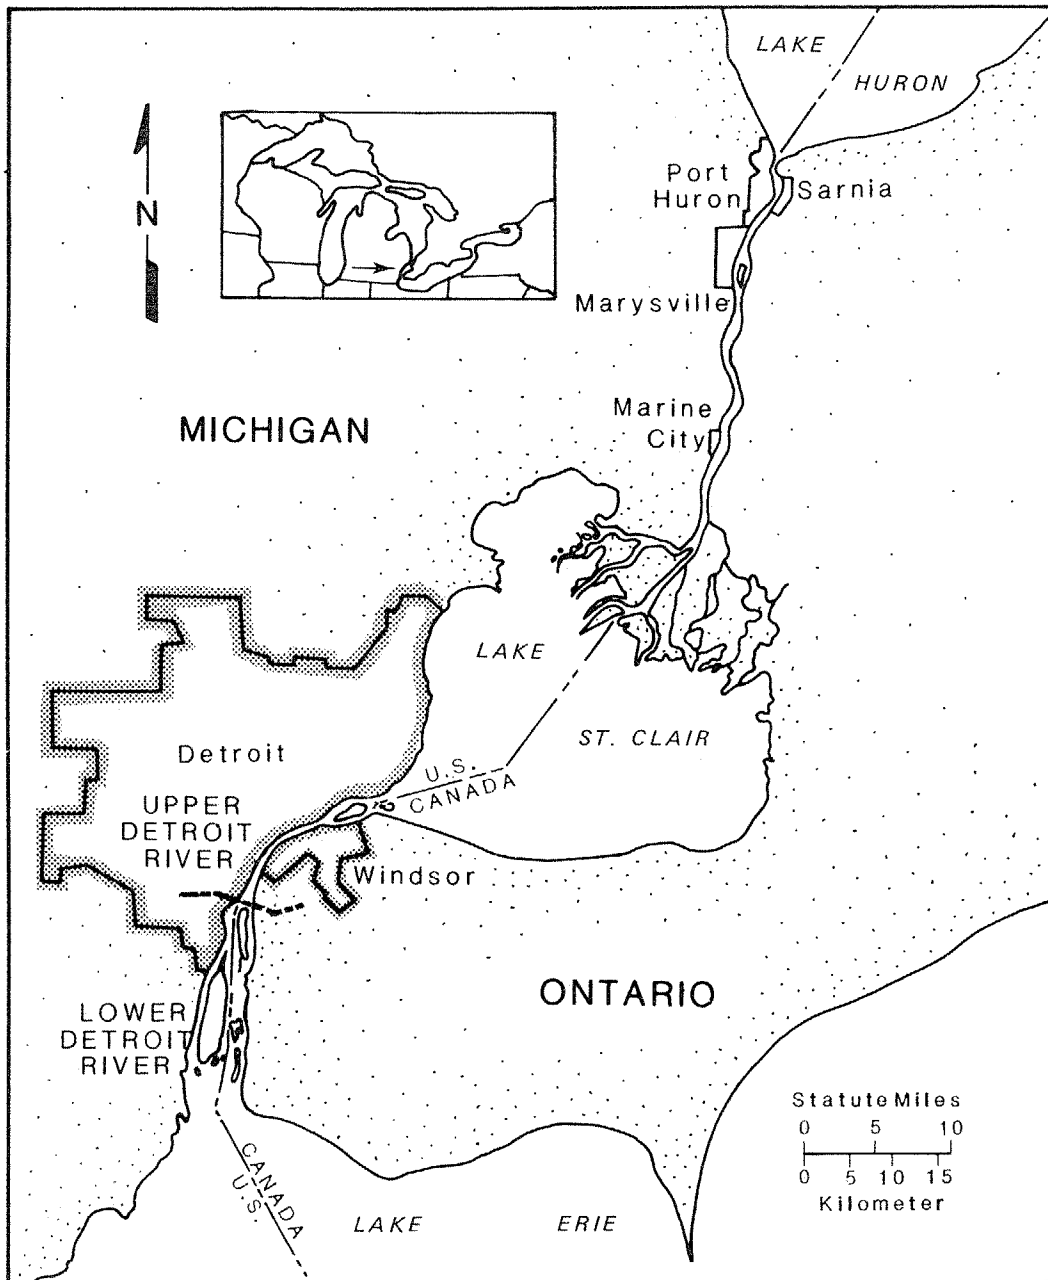 LAKE
HURON
Port
Huron
Sarnia
N
Marysville
Marine
City
MICHIGAN
LAKE
ST. CLAIR
Detroit
U.S.
CANADA
UPPER
DETROIT
RIVER
Windsor
ONTARIO
LOWER
DETROIT
RIVER
Statute Miles
0 5 10
0 5 10 15
Kilometer
CANADA
U.S.
LAKE ERIE